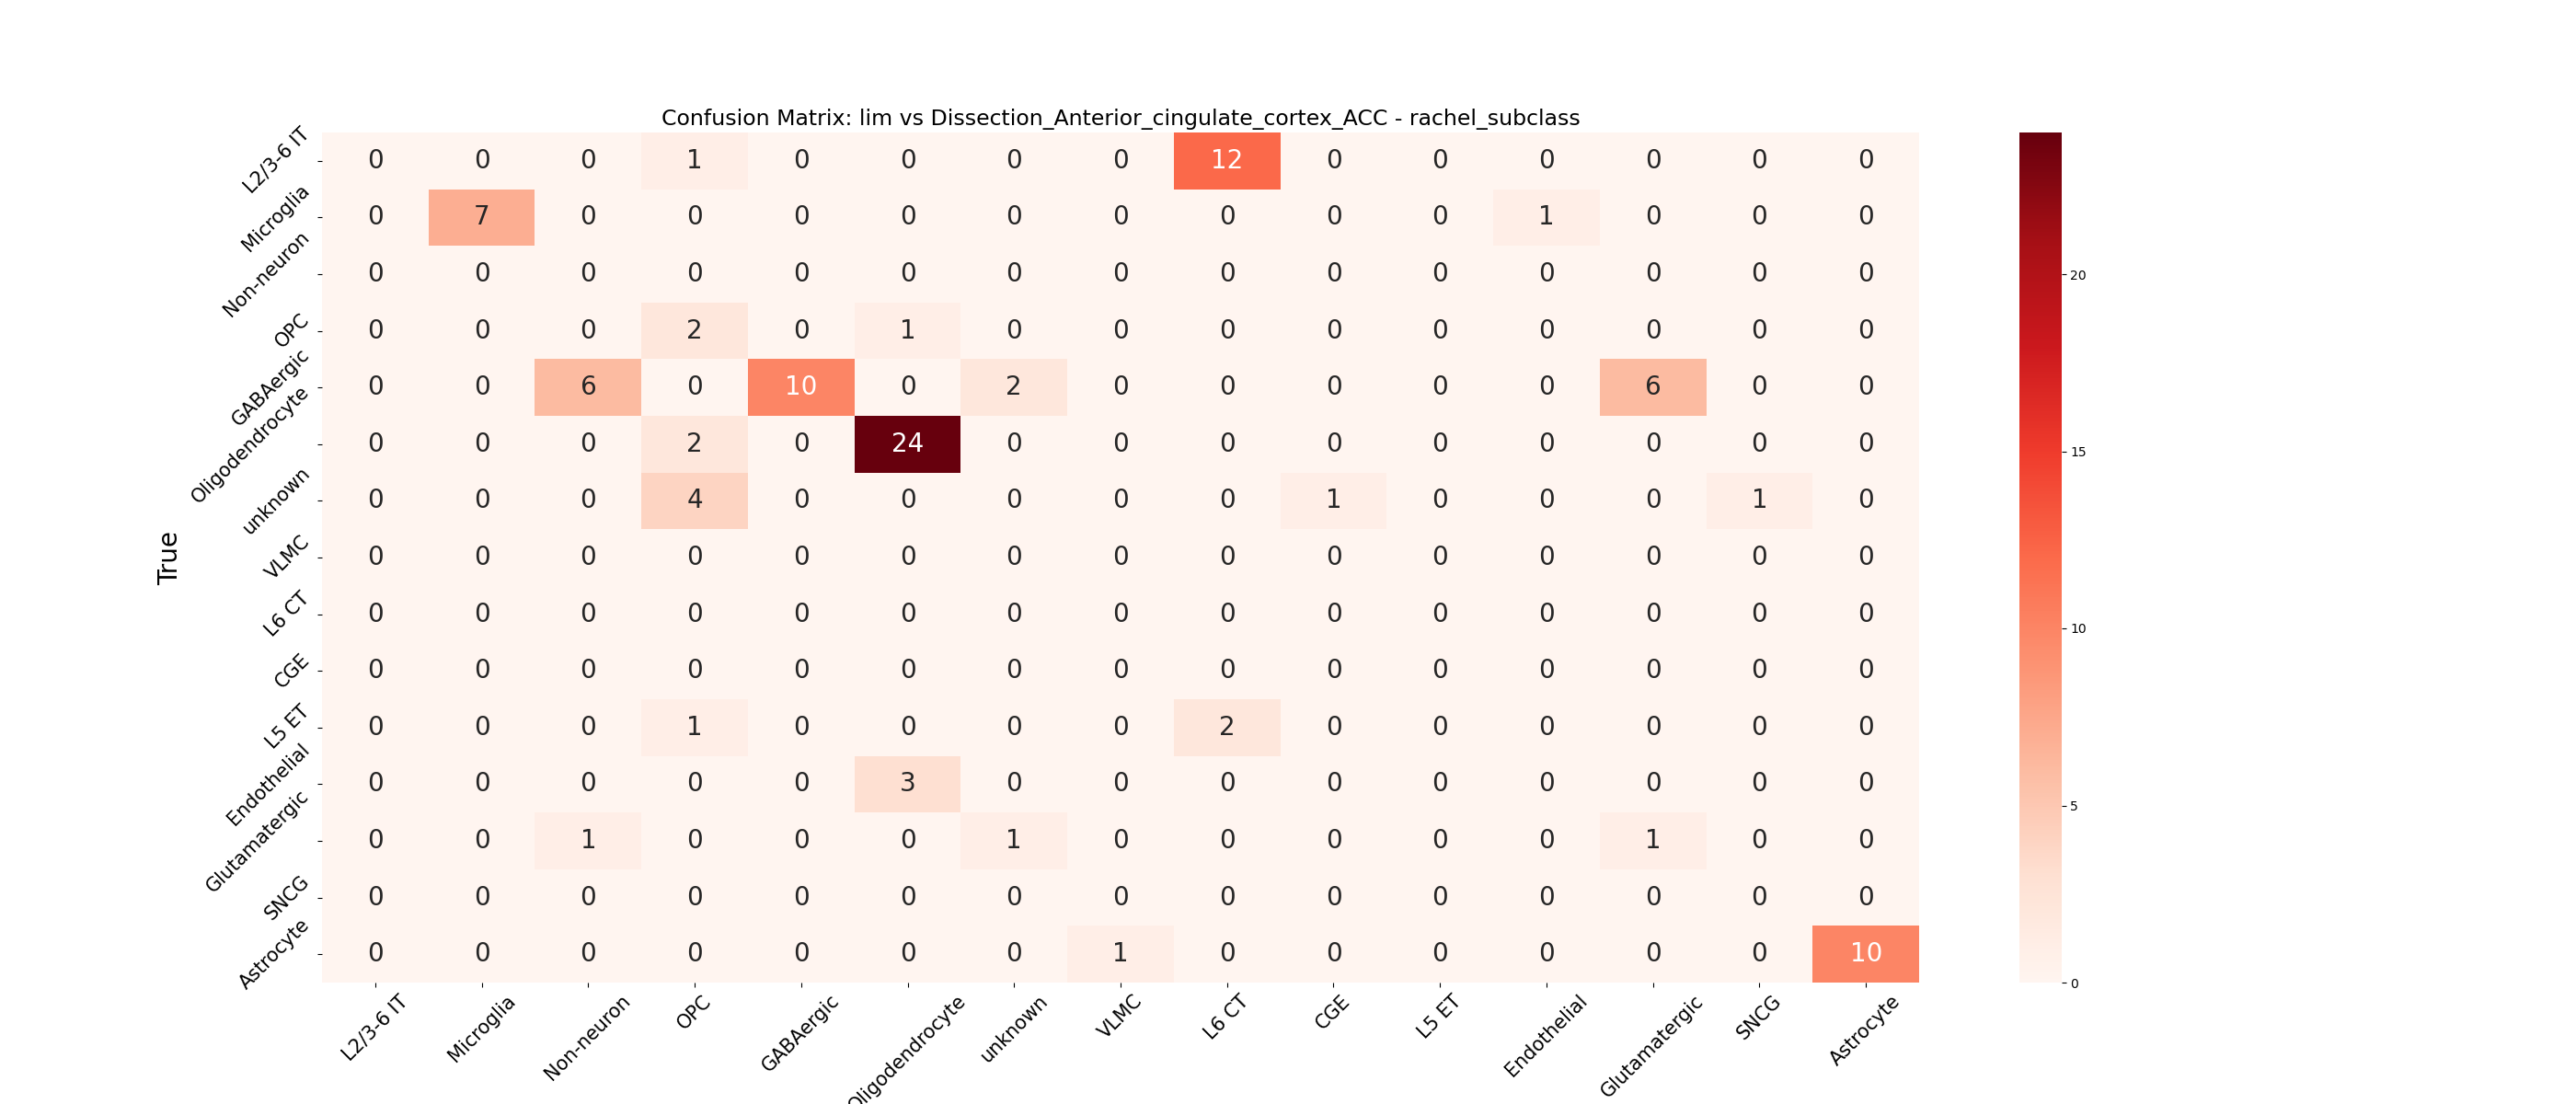 Confusion Matrix: lim vs Dissection_Anterior_cingulate_cortex_ACC - rachel_subclass
True
L2/3-6 IT 0 0 0 1 0 0 0 0 12 0 0 0 0 0 0
Microglia 0 7 0 0 0 0 0 0 0 0 0 1 0 0 0
Non-neuron 0 0 0 0 0 0 0 0 0 0 0 0 0 0 0
OPC 0 0 0 2 0 1 0 0 0 0 0 0 0 0 0
GABAergic 0 0 6 0 10 0 2 0 0 0 0 0 6 0 0
Oligodendrocyte 0 0 0 2 0 24 0 0 0 0 0 0 0 0 0
unknown 0 0 0 4 0 0 0 0 0 1 0 0 0 1 0
VLMC 0 0 0 0 0 0 0 0 0 0 0 0 0 0 0
L6 CT 0 0 0 0 0 0 0 0 0 0 0 0 0 0 0
CGE 0 0 0 0 0 0 0 0 0 0 0 0 0 0 0
L5 ET 0 0 0 1 0 0 0 0 2 0 0 0 0 0 0
Endothelial 0 0 0 0 0 3 0 0 0 0 0 0 0 0 0
Glutamatergic 0 0 1 0 0 0 1 0 0 0 0 0 1 0 0
SNCG 0 0 0 0 0 0 0 0 0 0 0 0 0 0 0
Astrocyte 0 0 0 0 0 0 0 1 0 0 0 0 0 0 10
L2/3-6 IT Microglia Non-neuron OPC GABAergic Oligodendrocyte unknown VLMC L6 CT CGE L5 ET Endothelial Glutamatergic SNCG Astrocyte
20
15
10
5
0